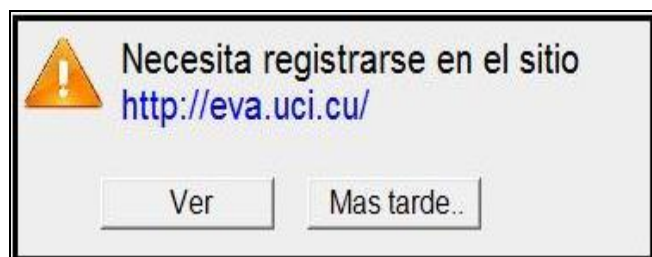 Necesita registrarse en el sitio
http://eva.uci.cu/
Ver
Mas tarde..